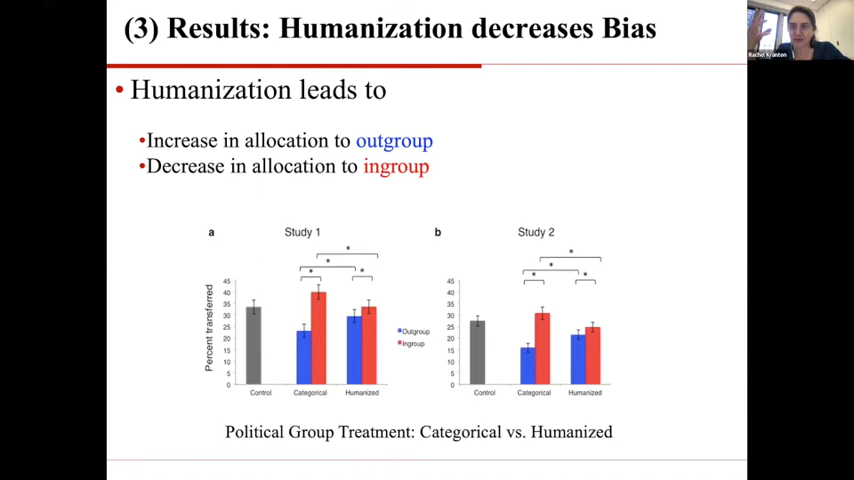 (3) Results: Humanization decreases Bias
Rachel Kranton
• Humanization leads to
•Increase in allocation to outgroup
•Decrease in allocation to ingroup
a Study 1 b Study 2
* *
* *
* * * *
Percent transferred
45
40
35
30
25
20
15
10
5
0
Control Categorical Humanized
Outgroup
Ingroup
45
40
35
30
25
20
15
10
5
0
Control Categorical Humanized
Political Group Treatment: Categorical vs. Humanized